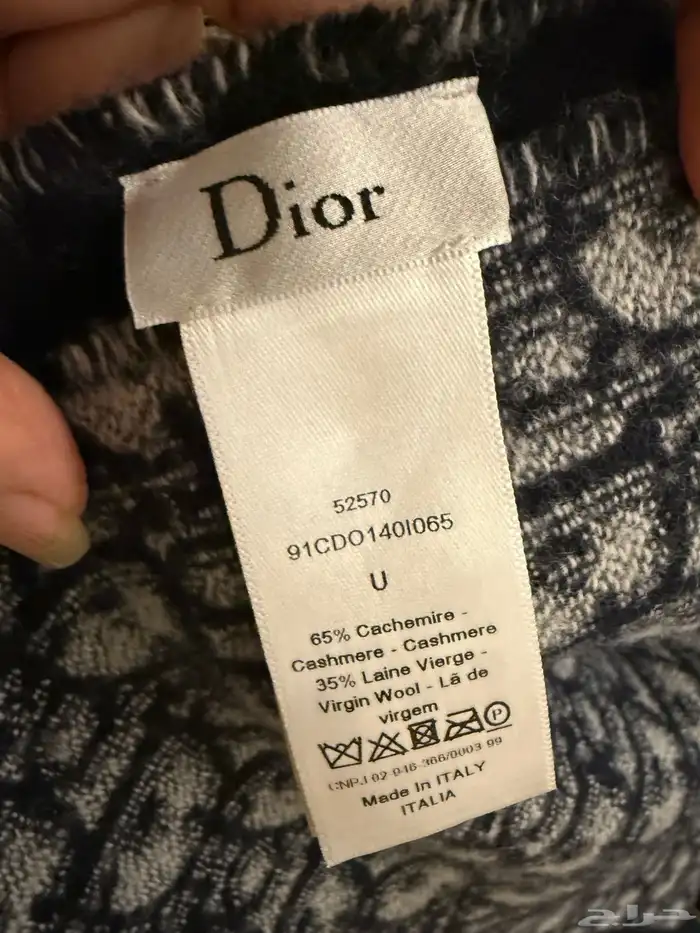 Dior
52570
91CDO140I065
U
65% Cachemire -
Cashmere - Cashmere
35% Laine Vierge -
Virgin Wool - Lã de
virgem
P
CNPJ 02.046.366/0003-99
Made In ITALY
ITALIA
حراج